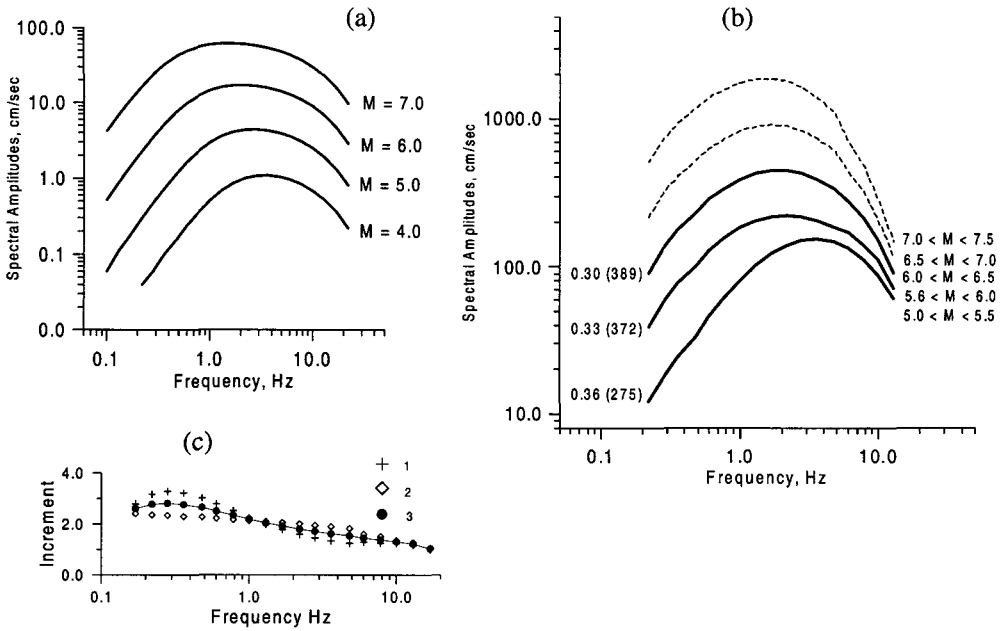 (a)
Spectral Amplitudes, cm/sec
100.0
10.0
1.0
0.1
0.0
M = 7.0
M = 6.0
M = 5.0
M = 4.0
0.1 1.0 10.0
Frequency, Hz
(b)
Spectral Amplitudes, cm/sec
1000.0
100.0
10.0
0.30 (389)
0.33 (372)
0.36 (275)
7.0 < M < 7.5
6.5 < M < 7.0
6.0 < M < 6.5
5.6 < M < 6.0
5.0 < M < 5.5
0.1 1.0 10.0
Frequency, Hz
(c)
Increment
4.0
2.0
0.0
1
2
3
0.1 1.0 10.0
Frequency Hz